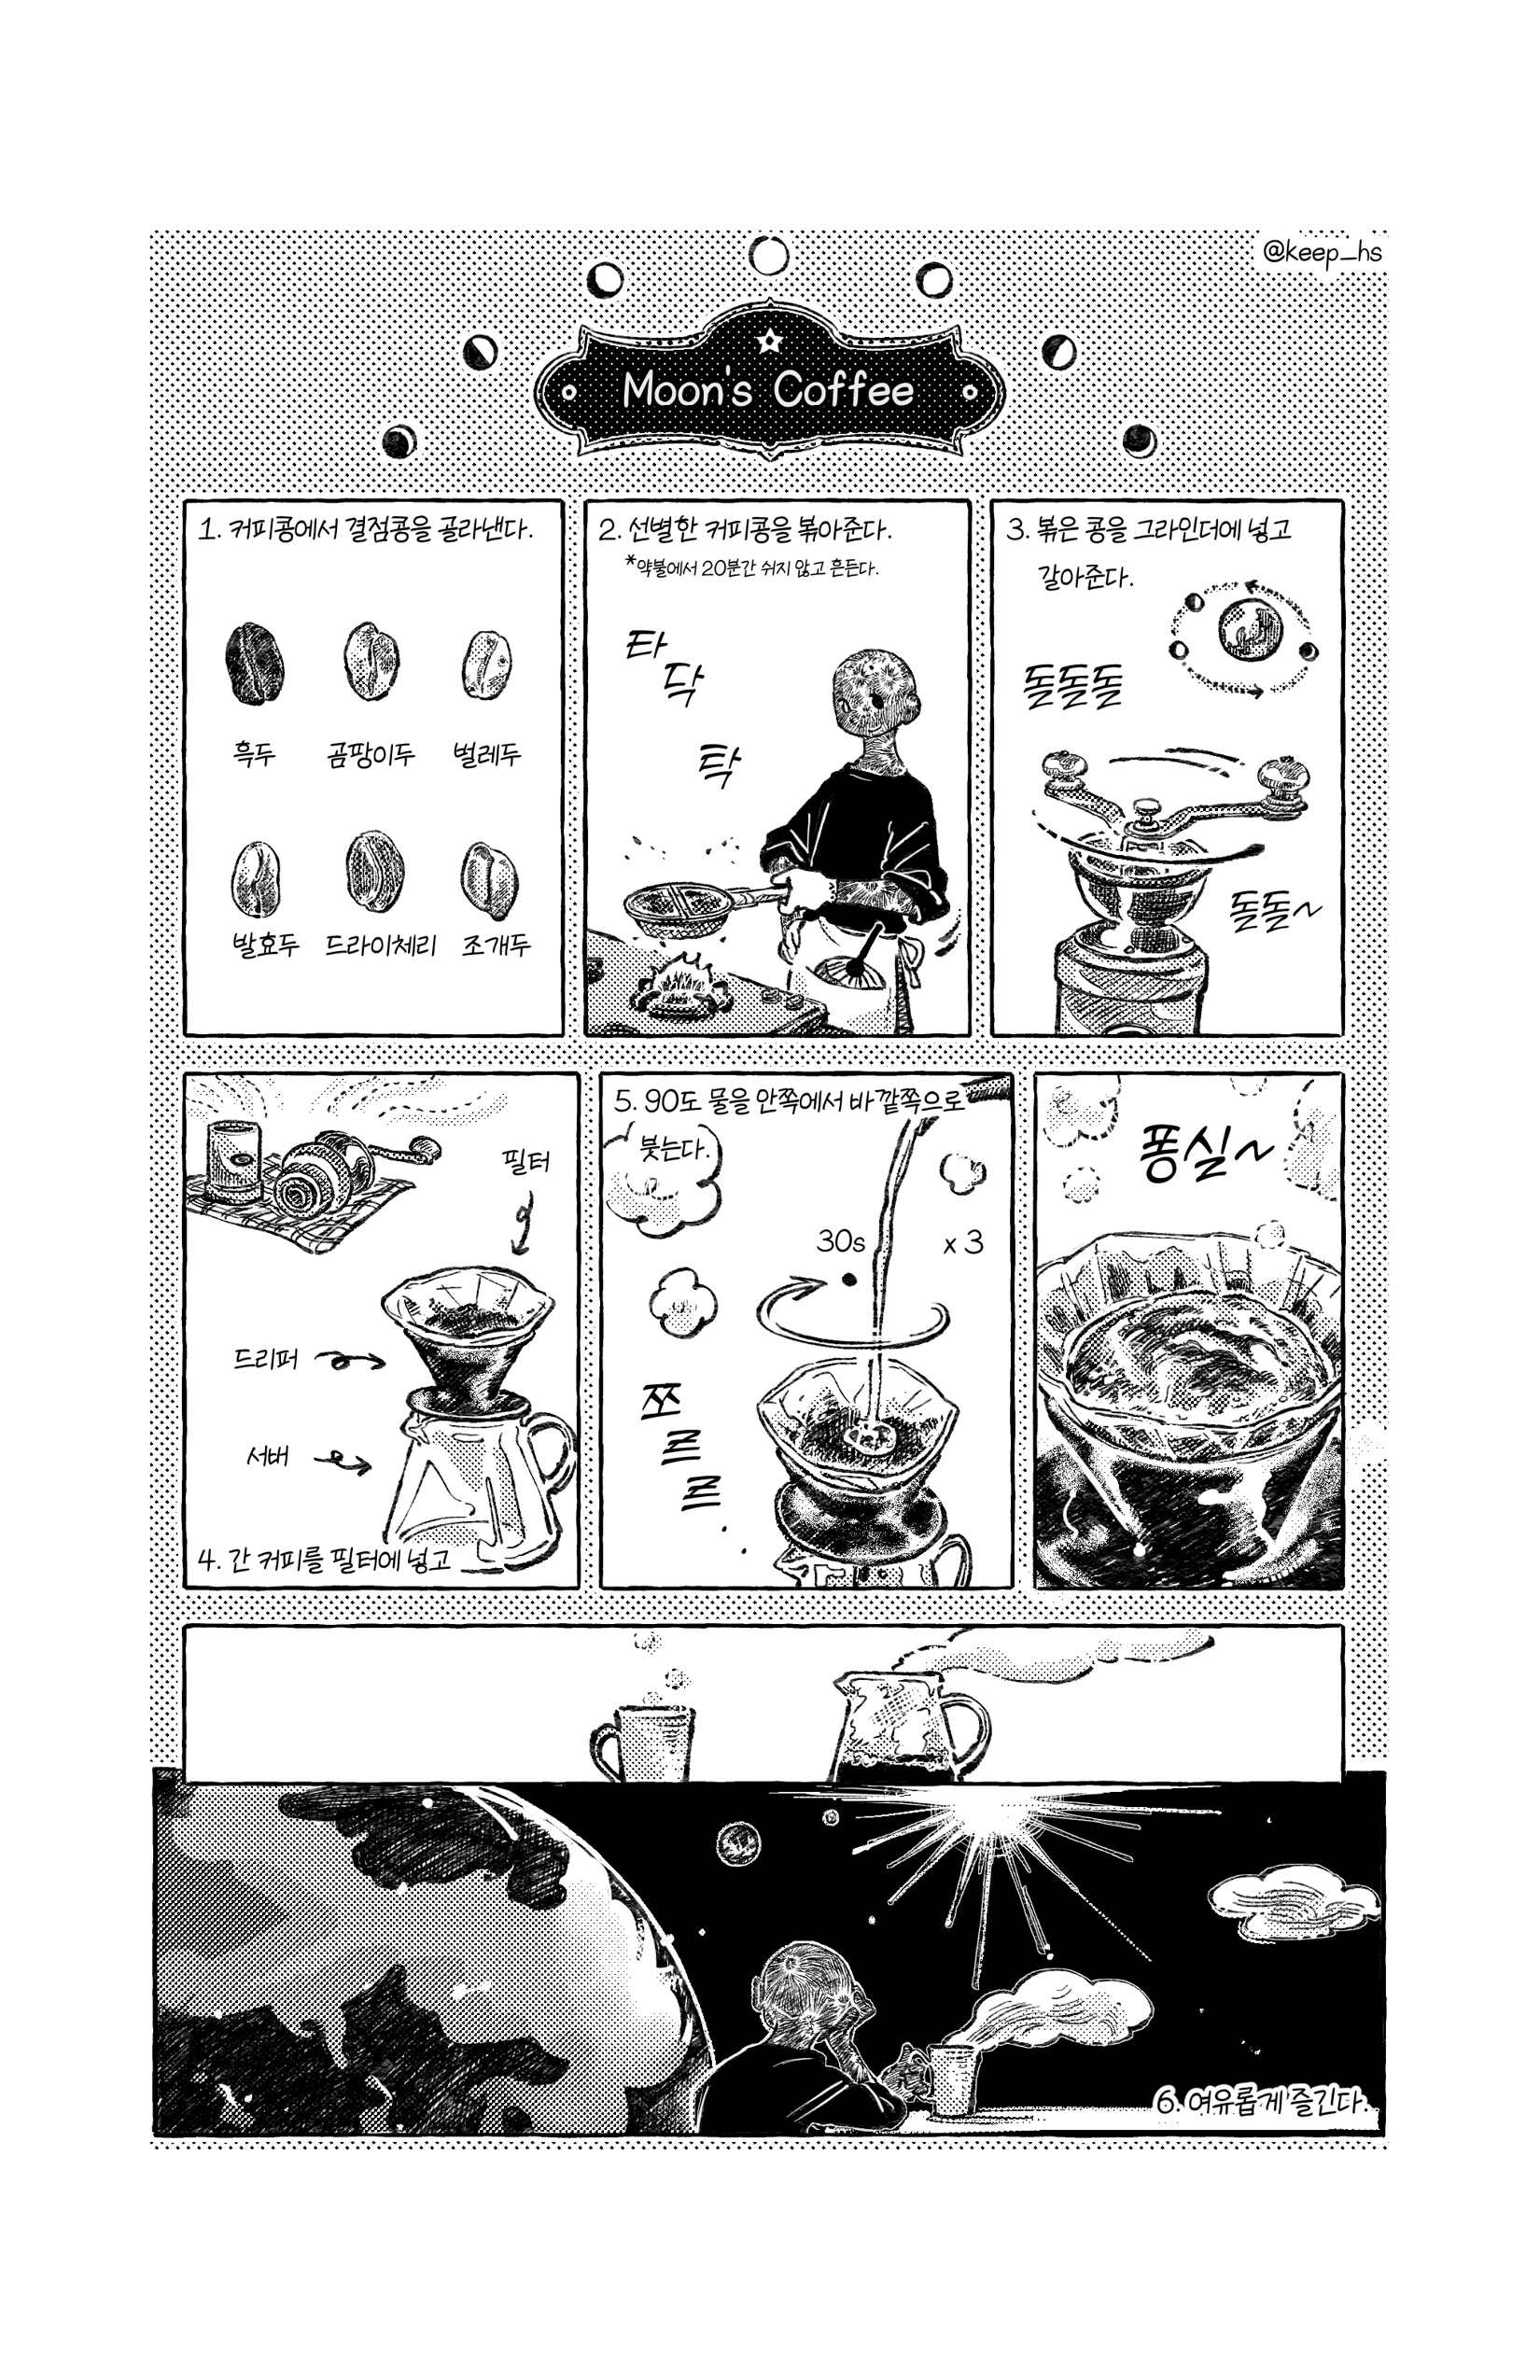 @keep_hs
Moon's Coffee
1. 커피콩에서 결점콩을 골라낸다.
흑두 곰팡이두 벌레두
발효두 드라이체리 조개두
2. 선별한 커피콩을 볶아준다.
*약불에서 20분간 쉬지 않고 흔든다.
타
닥
탁
3. 볶은 콩을 그라인더에 넣고
갈아준다.
돌돌돌
돌돌~
필터
드리퍼
서버
4. 간 커피를 필터에 넣고
5. 90도 물을 안쪽에서 바깥쪽으로
붓는다.
30s x 3
쪼
르
르
퐁실~
6. 여유롭게 즐긴다.